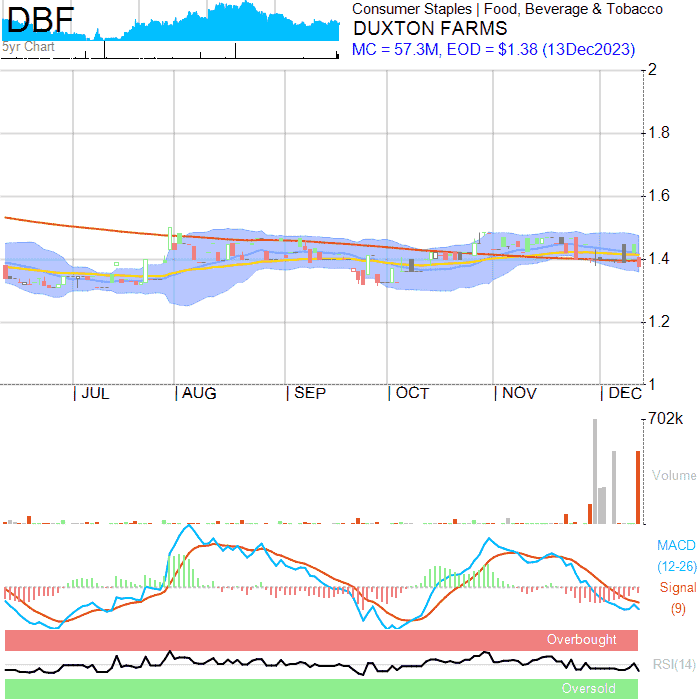 DBF
5yr Chart
Consumer Staples | Food, Beverage & Tobacco
DUXTON FARMS
MC = 57.3M, EOD = $1.38 (13Dec2023)
2
1.8
1.6
1.4
1.2
1
| JUL | AUG | SEP | OCT | NOV | DEC
702k
Volume
MACD
(12-26)
Signal
(9)
Overbought
RSI(14)
Oversold